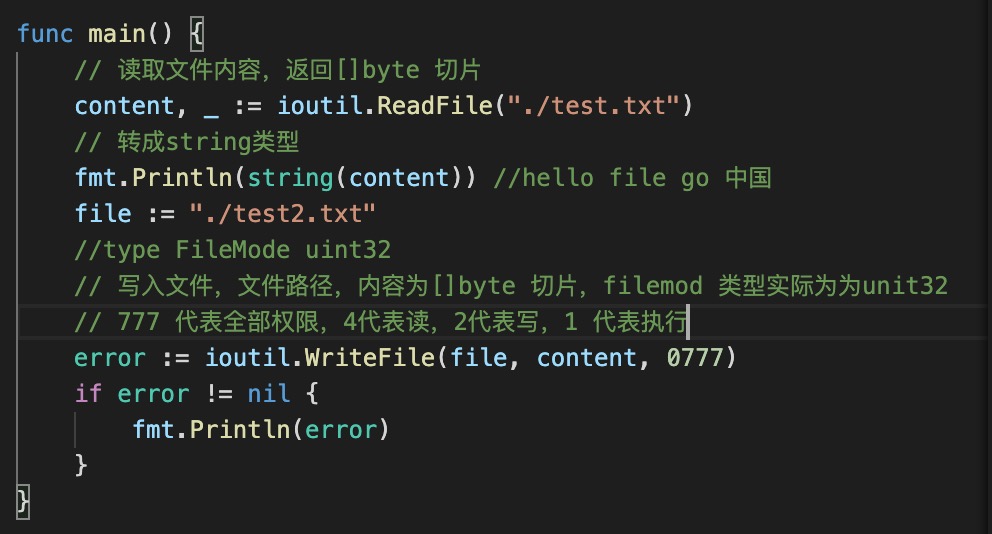 func main() {
    // 读取文件内容，返回[]byte 切片
    content, _ := ioutil.ReadFile("./test.txt")
    // 转成string类型
    fmt.Println(string(content)) //hello file go 中国
    file := "./test2.txt"
    //type FileMode uint32
    // 写入文件，文件路径，内容为[]byte 切片，filemod 类型实际为为unit32
    // 777 代表全部权限，4代表读，2代表写，1 代表执行
    error := ioutil.WriteFile(file, content, 0777)
    if error != nil {
        fmt.Println(error)
    }
}